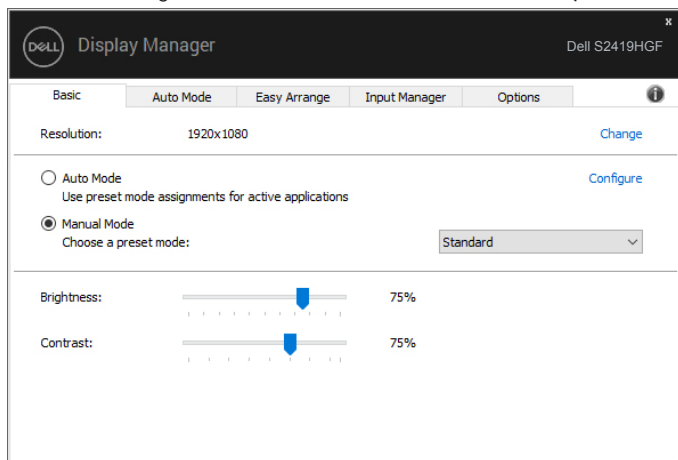 x
DELL Display Manager Dell S2419HGF
Basic Auto Mode Easy Arrange Input Manager Options
Resolution: 1920x1080 Change
Auto Mode Configure
Use preset mode assignments for active applications
Manual Mode
Choose a preset mode: Standard
Brightness: 75%
Contrast: 75%